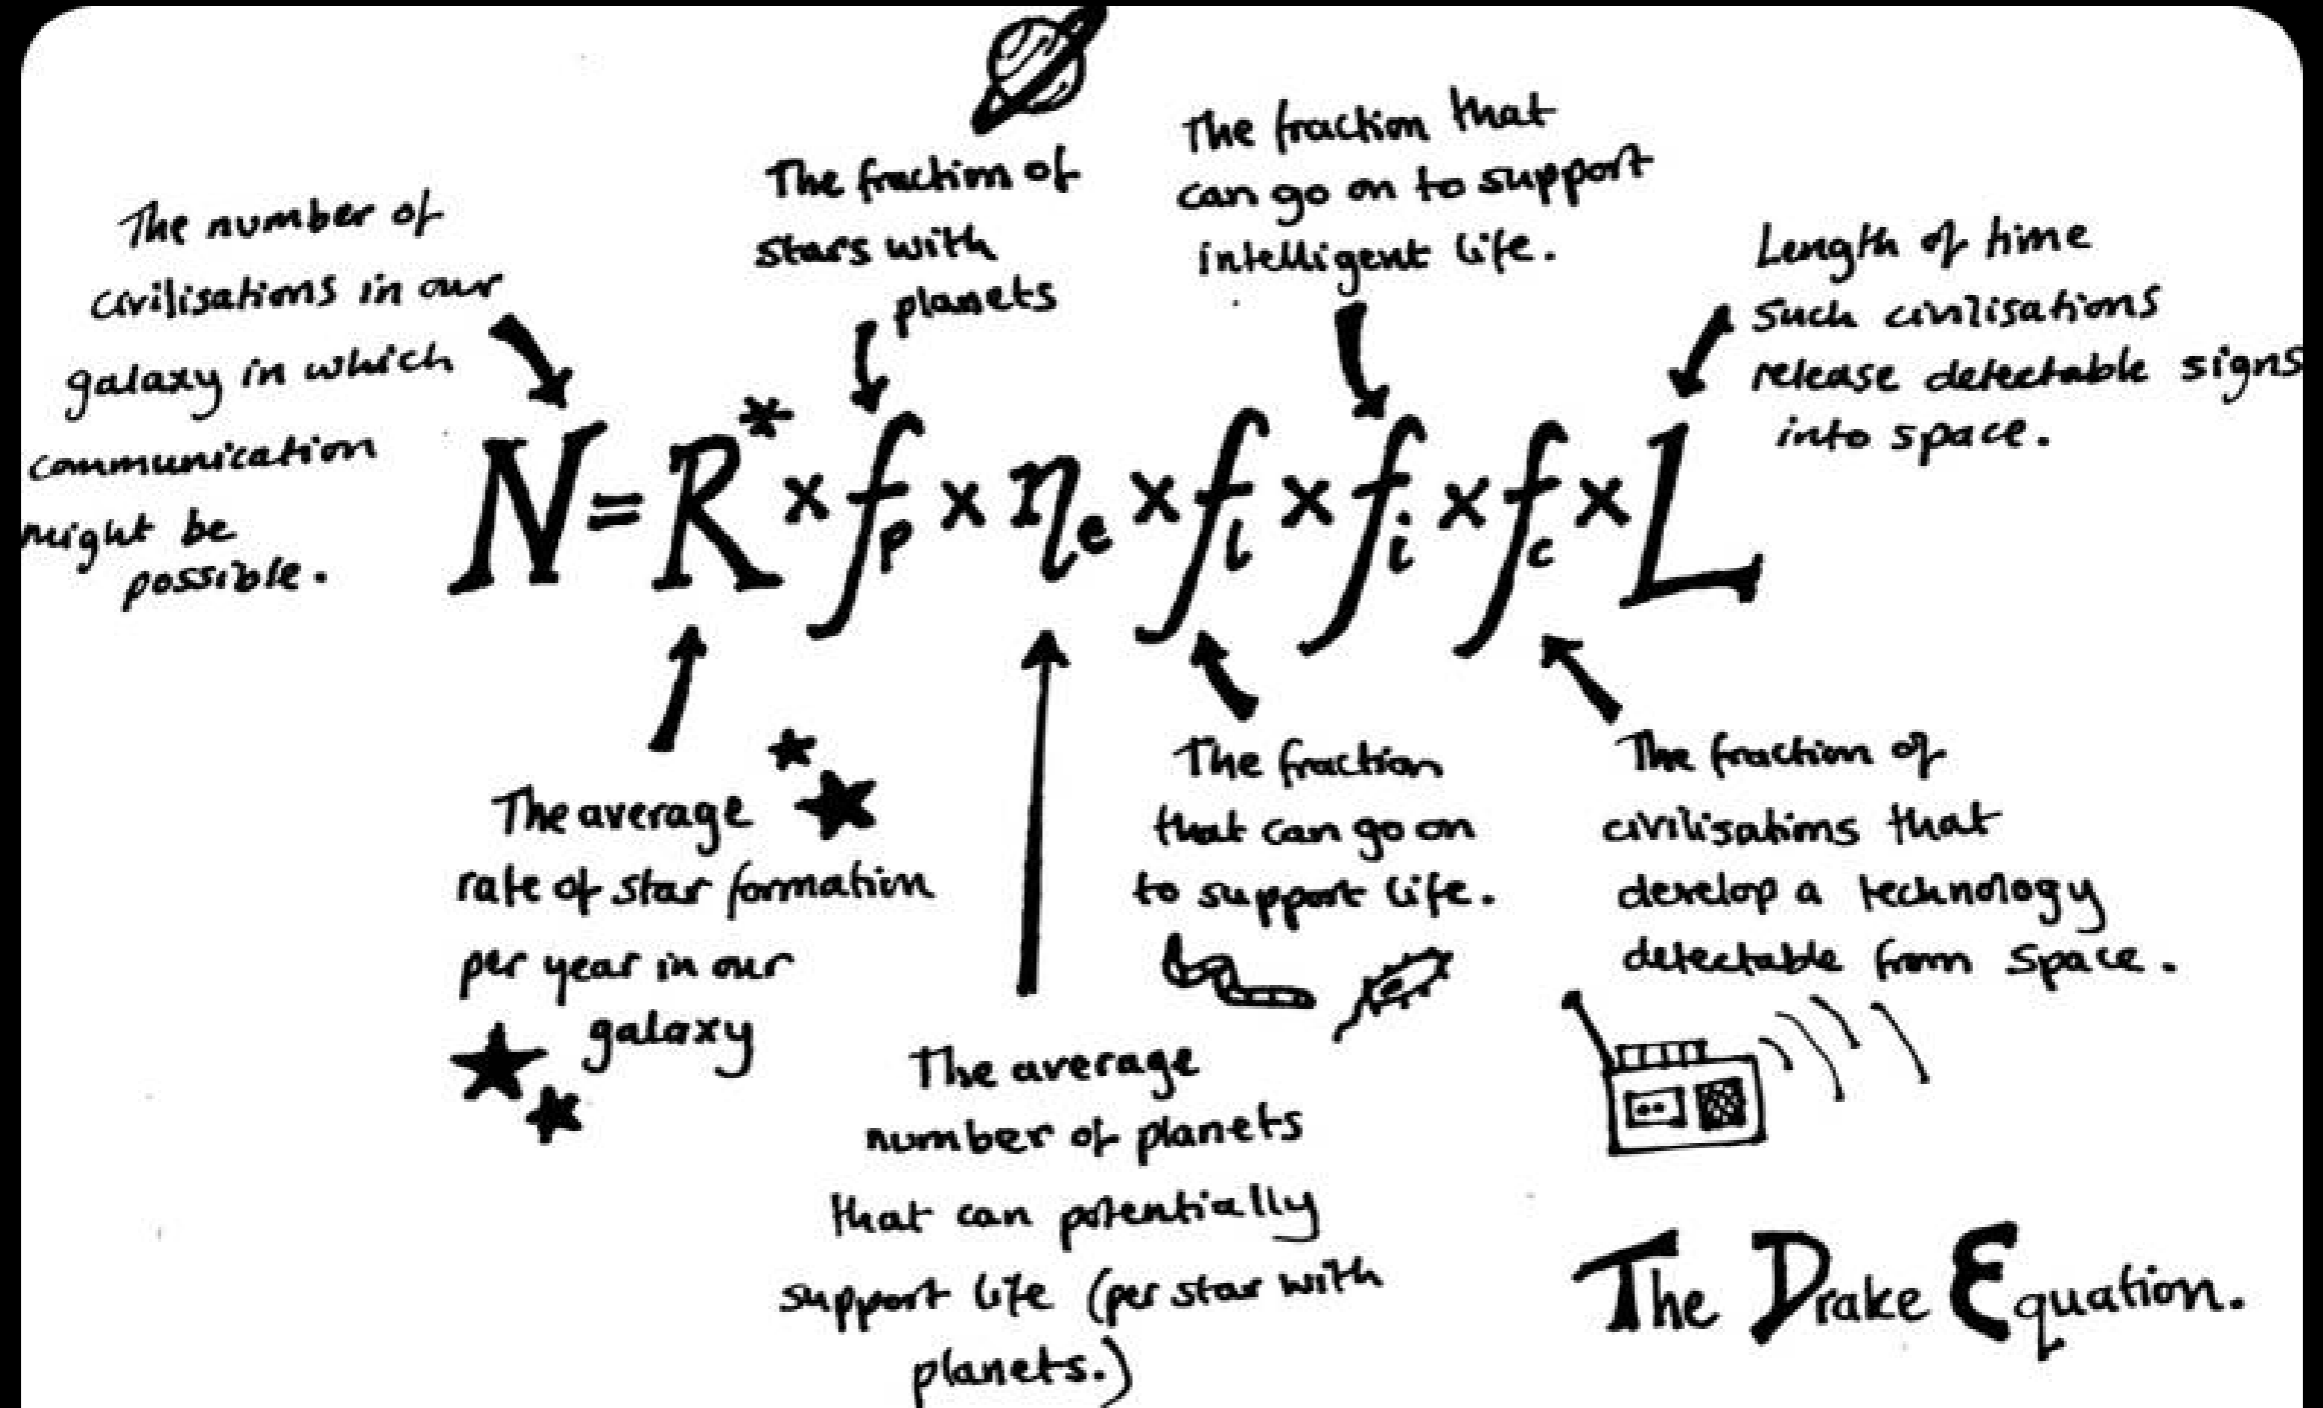 The number of
civilisations in our
galaxy in which
communication
might be
possible.
The fraction of
stars with
planets
The fraction that
can go on to support
intelligent life.
Length of time
such civilisations
release detectable signs
into space.
N = R* × fp × ηe × fl × fi × fc × L
The average
rate of star formation
per year in our
galaxy
The average
number of planets
that can potentially
support life (per star with
planets.)
The fraction
that can go on
to support life.
The fraction of
civilisations that
develop a technology
detectable from space.
The Drake Equation.